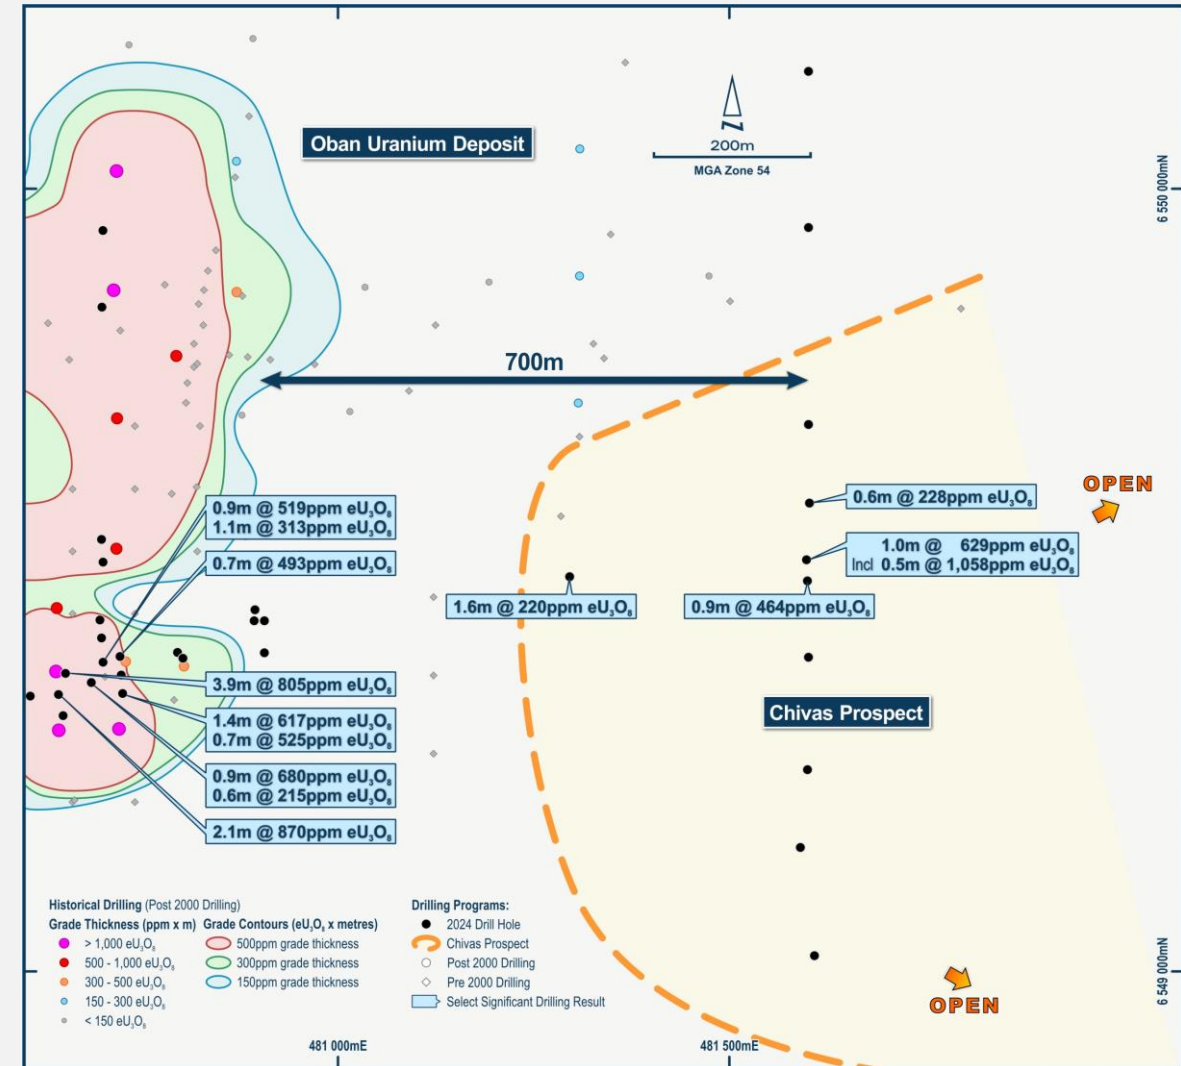 Oban Uranium Deposit
N
200m
MGA Zone 54
6 550 000mN
700m
OPEN
0.9m @ 519ppm eU₃O₈
1.1m @ 313ppm eU₃O₈
0.7m @ 493ppm eU₃O₈
0.6m @ 228ppm eU₃O₈
1.0m @ 629ppm eU₃O₈
Incl 0.5m @ 1,058ppm eU₃O₈
1.6m @ 220ppm eU₃O₈
0.9m @ 464ppm eU₃O₈
3.9m @ 805ppm eU₃O₈
1.4m @ 617ppm eU₃O₈
0.7m @ 525ppm eU₃O₈
Chivas Prospect
0.9m @ 680ppm eU₃O₈
0.6m @ 215ppm eU₃O₈
2.1m @ 870ppm eU₃O₈
Historical Drilling (Post 2000 Drilling)
Grade Thickness (ppm x m)
> 1,000 eU₃O₈
500 - 1,000 eU₃O₈
300 - 500 eU₃O₈
150 - 300 eU₃O₈
< 150 eU₃O₈
Grade Contours (eU₃O₈ x metres)
500ppm grade thickness
300ppm grade thickness
150ppm grade thickness
Drilling Programs:
2024 Drill Hole
Chivas Prospect
Post 2000 Drilling
Pre 2000 Drilling
Select Significant Drilling Result
OPEN
6 549 000mN
481 000mE
481 500mE